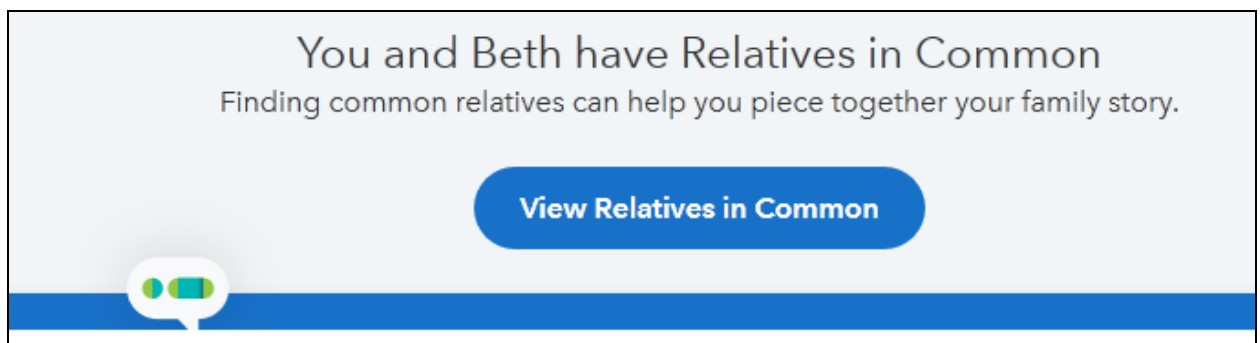 You and Beth have Relatives in Common
Finding common relatives can help you piece together your family story.
View Relatives in Common